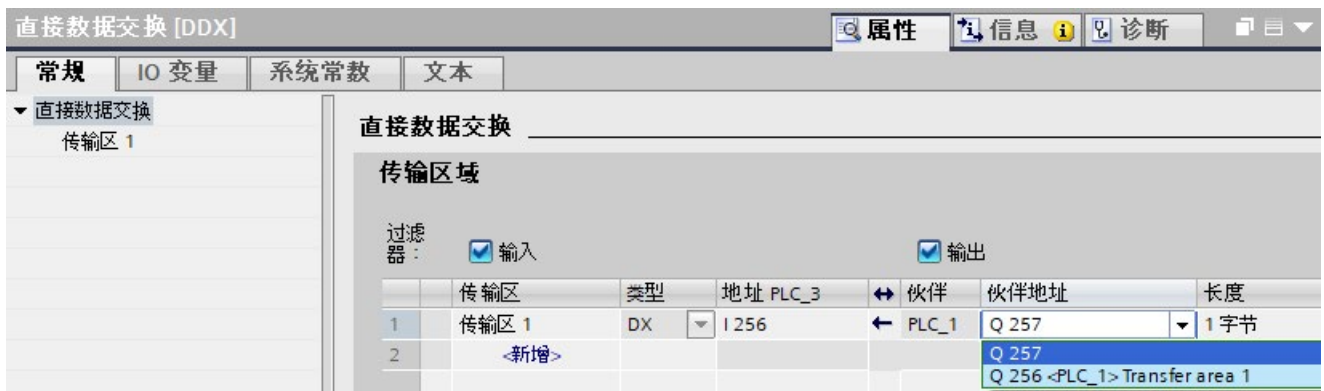 直接数据交换 [DDX]
属性 信息 诊断
常规 IO 变量 系统常数 文本
直接数据交换
传输区 1
直接数据交换
传输区域
过滤
器：
输入 输出
传输区 类型 地址 PLC_3 伙伴 伙伴地址 长度
1 传输区 1 DX I 256 PLC_1 Q 257 1 字节
2 <新增> Q 257
Q 256 <PLC_1> Transfer area 1